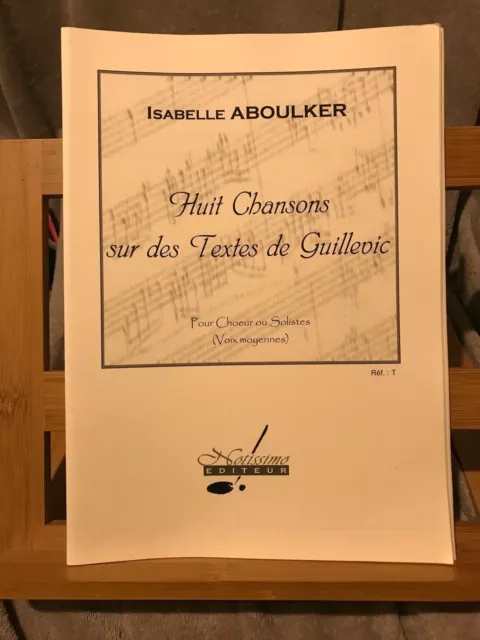 ISABELLE ABOULKER
Huit Chansons
sur des Textes de Guillevic
Pour Choeur ou Solistes
(Voix moyennes)
Réf. : T
Notissimo
EDITEUR